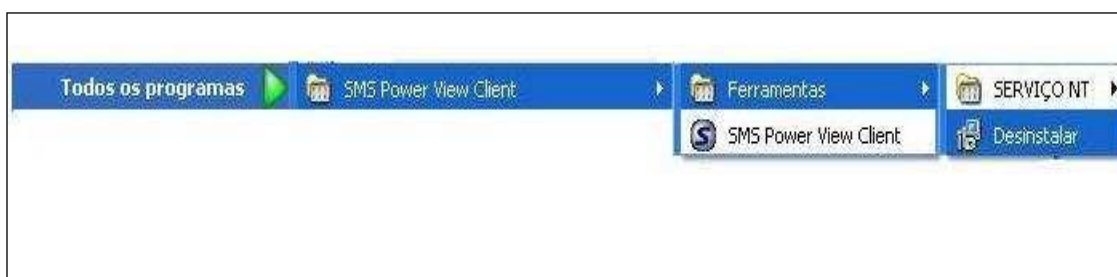 Todos os programas
SMS Power View Client
Ferramentas
SERVIÇO NT
SMS Power View Client
Desinstalar